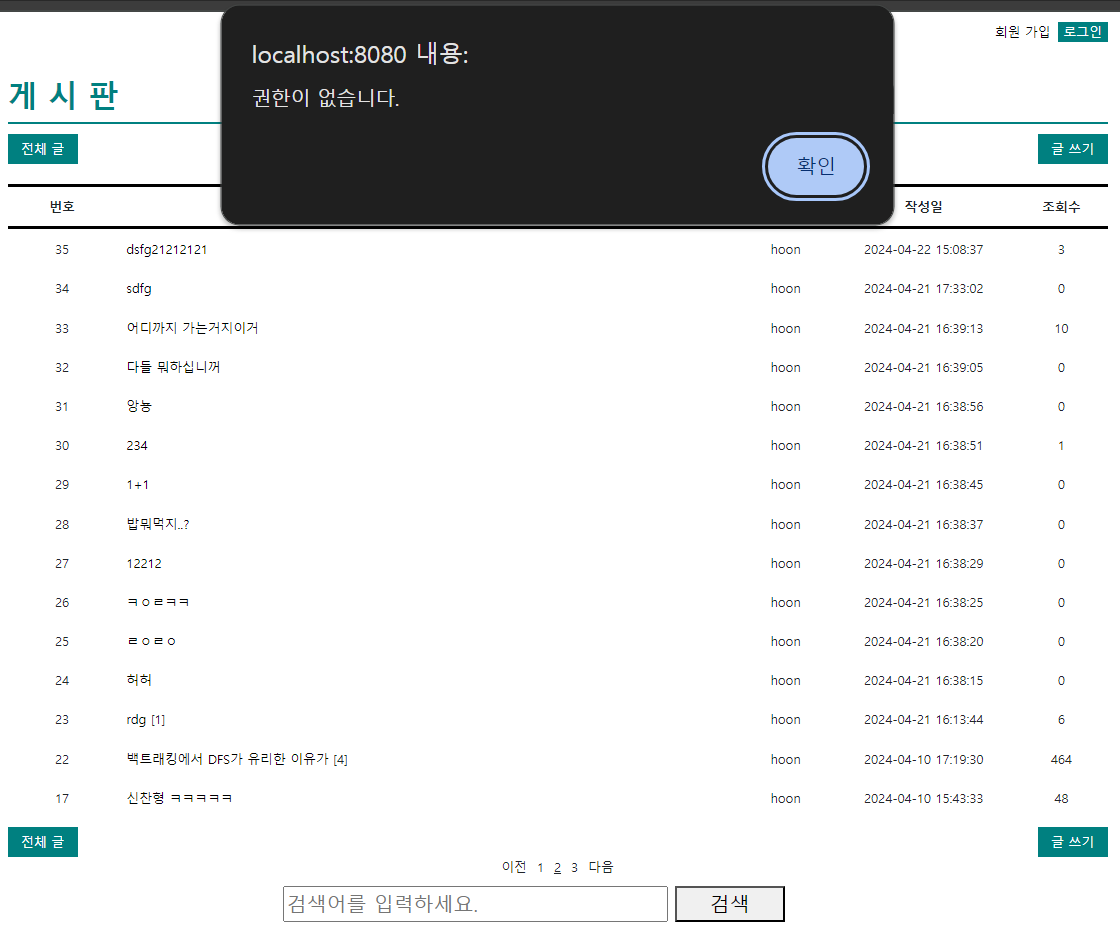 localhost:8080 내용:
권한이 없습니다.
확인
회원 가입 로그인
게 시 판
전체 글 글 쓰기
번호 작성일 조회수
35 dsfg21212121 hoon 2024-04-22 15:08:37 3
34 sdfg hoon 2024-04-21 17:33:02 0
33 어디까지 가는거지이거 hoon 2024-04-21 16:39:13 10
32 다들 뭐하십니꺼 hoon 2024-04-21 16:39:05 0
31 앙뇽 hoon 2024-04-21 16:38:56 0
30 234 hoon 2024-04-21 16:38:51 1
29 1+1 hoon 2024-04-21 16:38:45 0
28 밥뭐먹지..? hoon 2024-04-21 16:38:37 0
27 12212 hoon 2024-04-21 16:38:29 0
26 ㅋㅇㄹㅋㅋ hoon 2024-04-21 16:38:25 0
25 ㄹㅇㄹㅇ hoon 2024-04-21 16:38:20 0
24 허허 hoon 2024-04-21 16:38:15 0
23 rdg [1] hoon 2024-04-21 16:13:44 6
22 백트래킹에서 DFS가 유리한 이유가 [4] hoon 2024-04-10 17:19:30 464
17 신찬형 ㅋㅋㅋㅋㅋ hoon 2024-04-10 15:43:33 48
전체 글 글 쓰기
이전 1 2 3 다음
검색어를 입력하세요. 검색